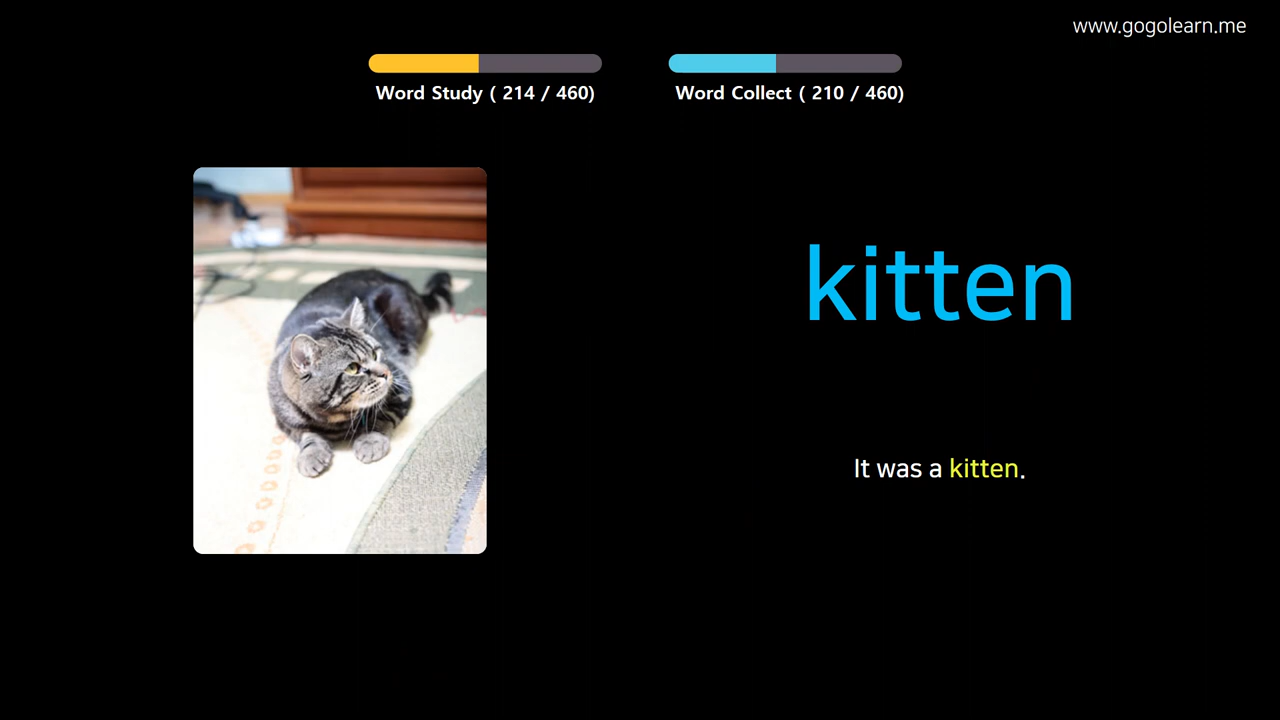 www.gogolearn.me
Word Study ( 214 / 460)
Word Collect ( 210 / 460)
kitten
It was a kitten.